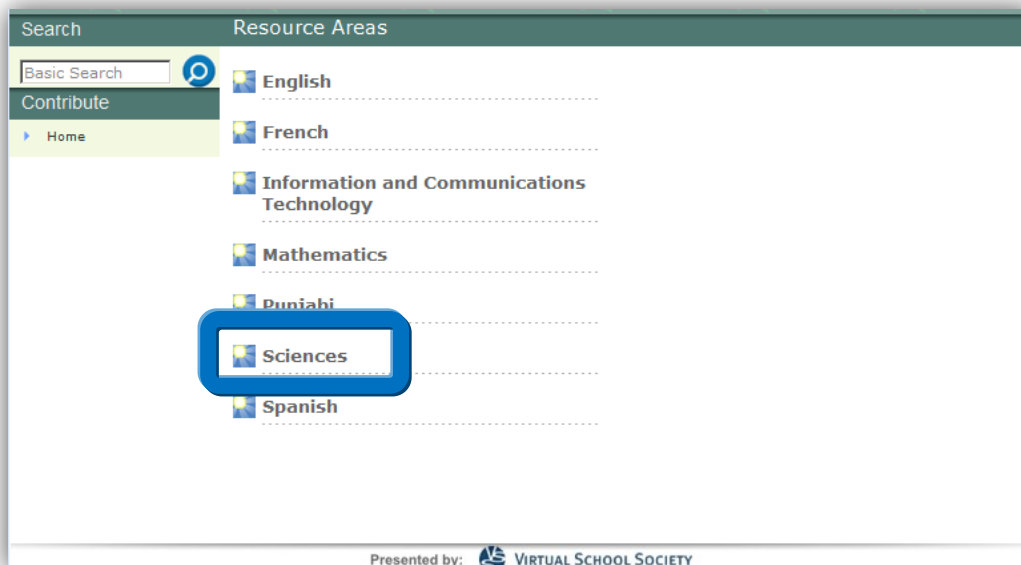 Search
Resource Areas
Basic Search
Contribute
Home
English
French
Information and Communications
Technology
Mathematics
Punjabi
Sciences
Spanish
Presented by: VS VIRTUAL SCHOOL SOCIETY